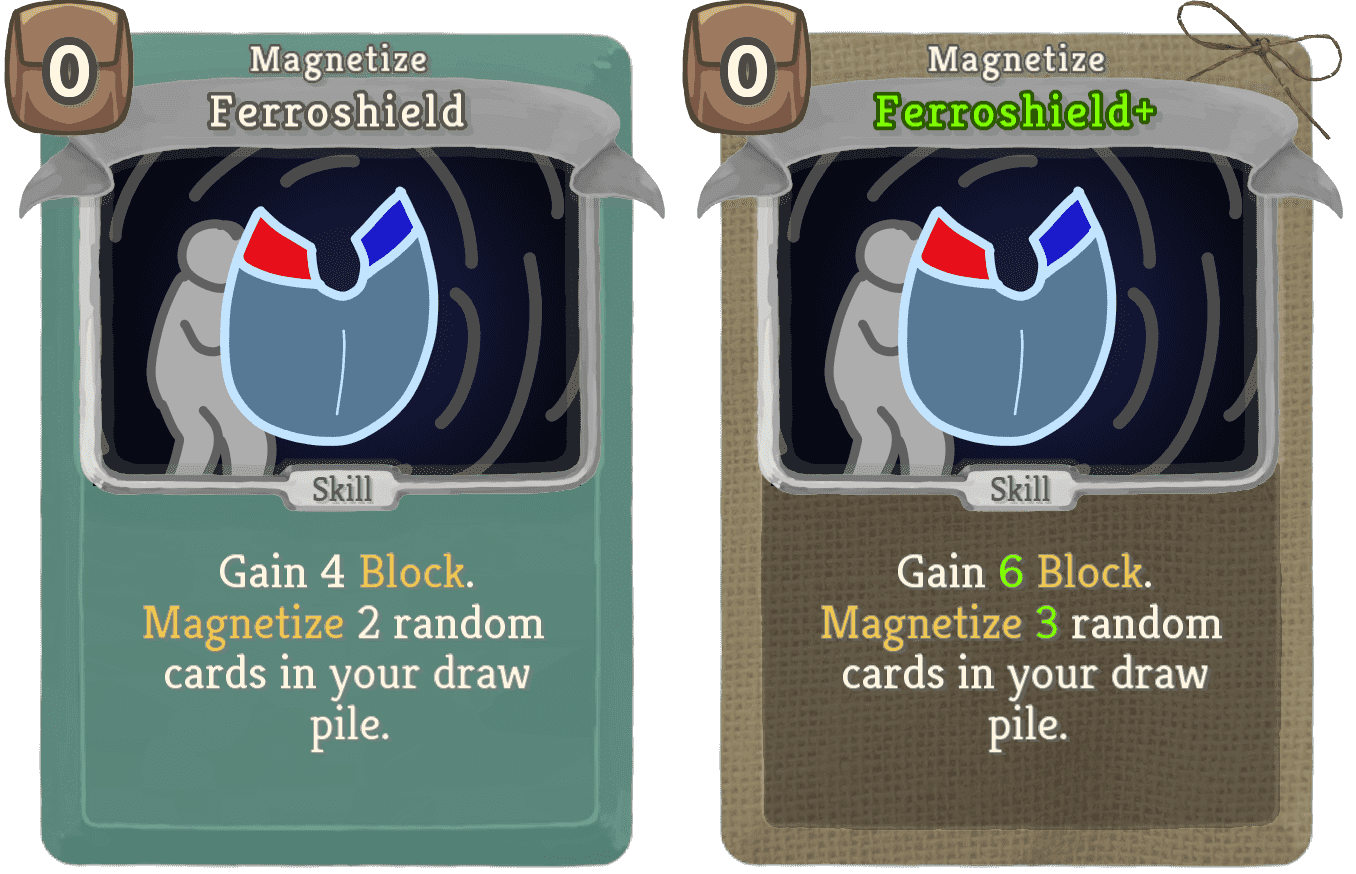 0
Magnetize
Ferroshield
Skill
Gain 4 Block.
Magnetize 2 random
cards in your draw
pile.
0
Magnetize
Ferroshield+
Skill
Gain 6 Block.
Magnetize 3 random
cards in your draw
pile.